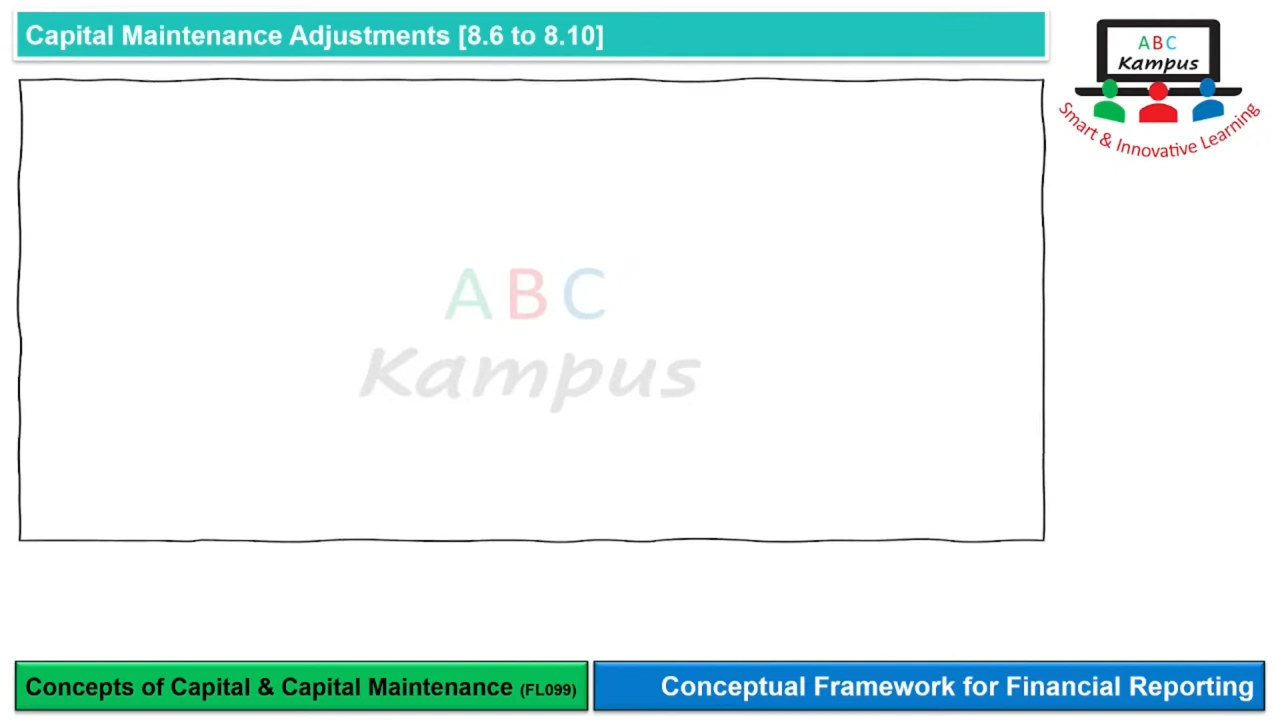 Capital Maintenance Adjustments [8.6 to 8.10]
ABC
Kampus
Smart & Innovative Learning
ABC
Kampus
Concepts of Capital & Capital Maintenance (FL099)
Conceptual Framework for Financial Reporting